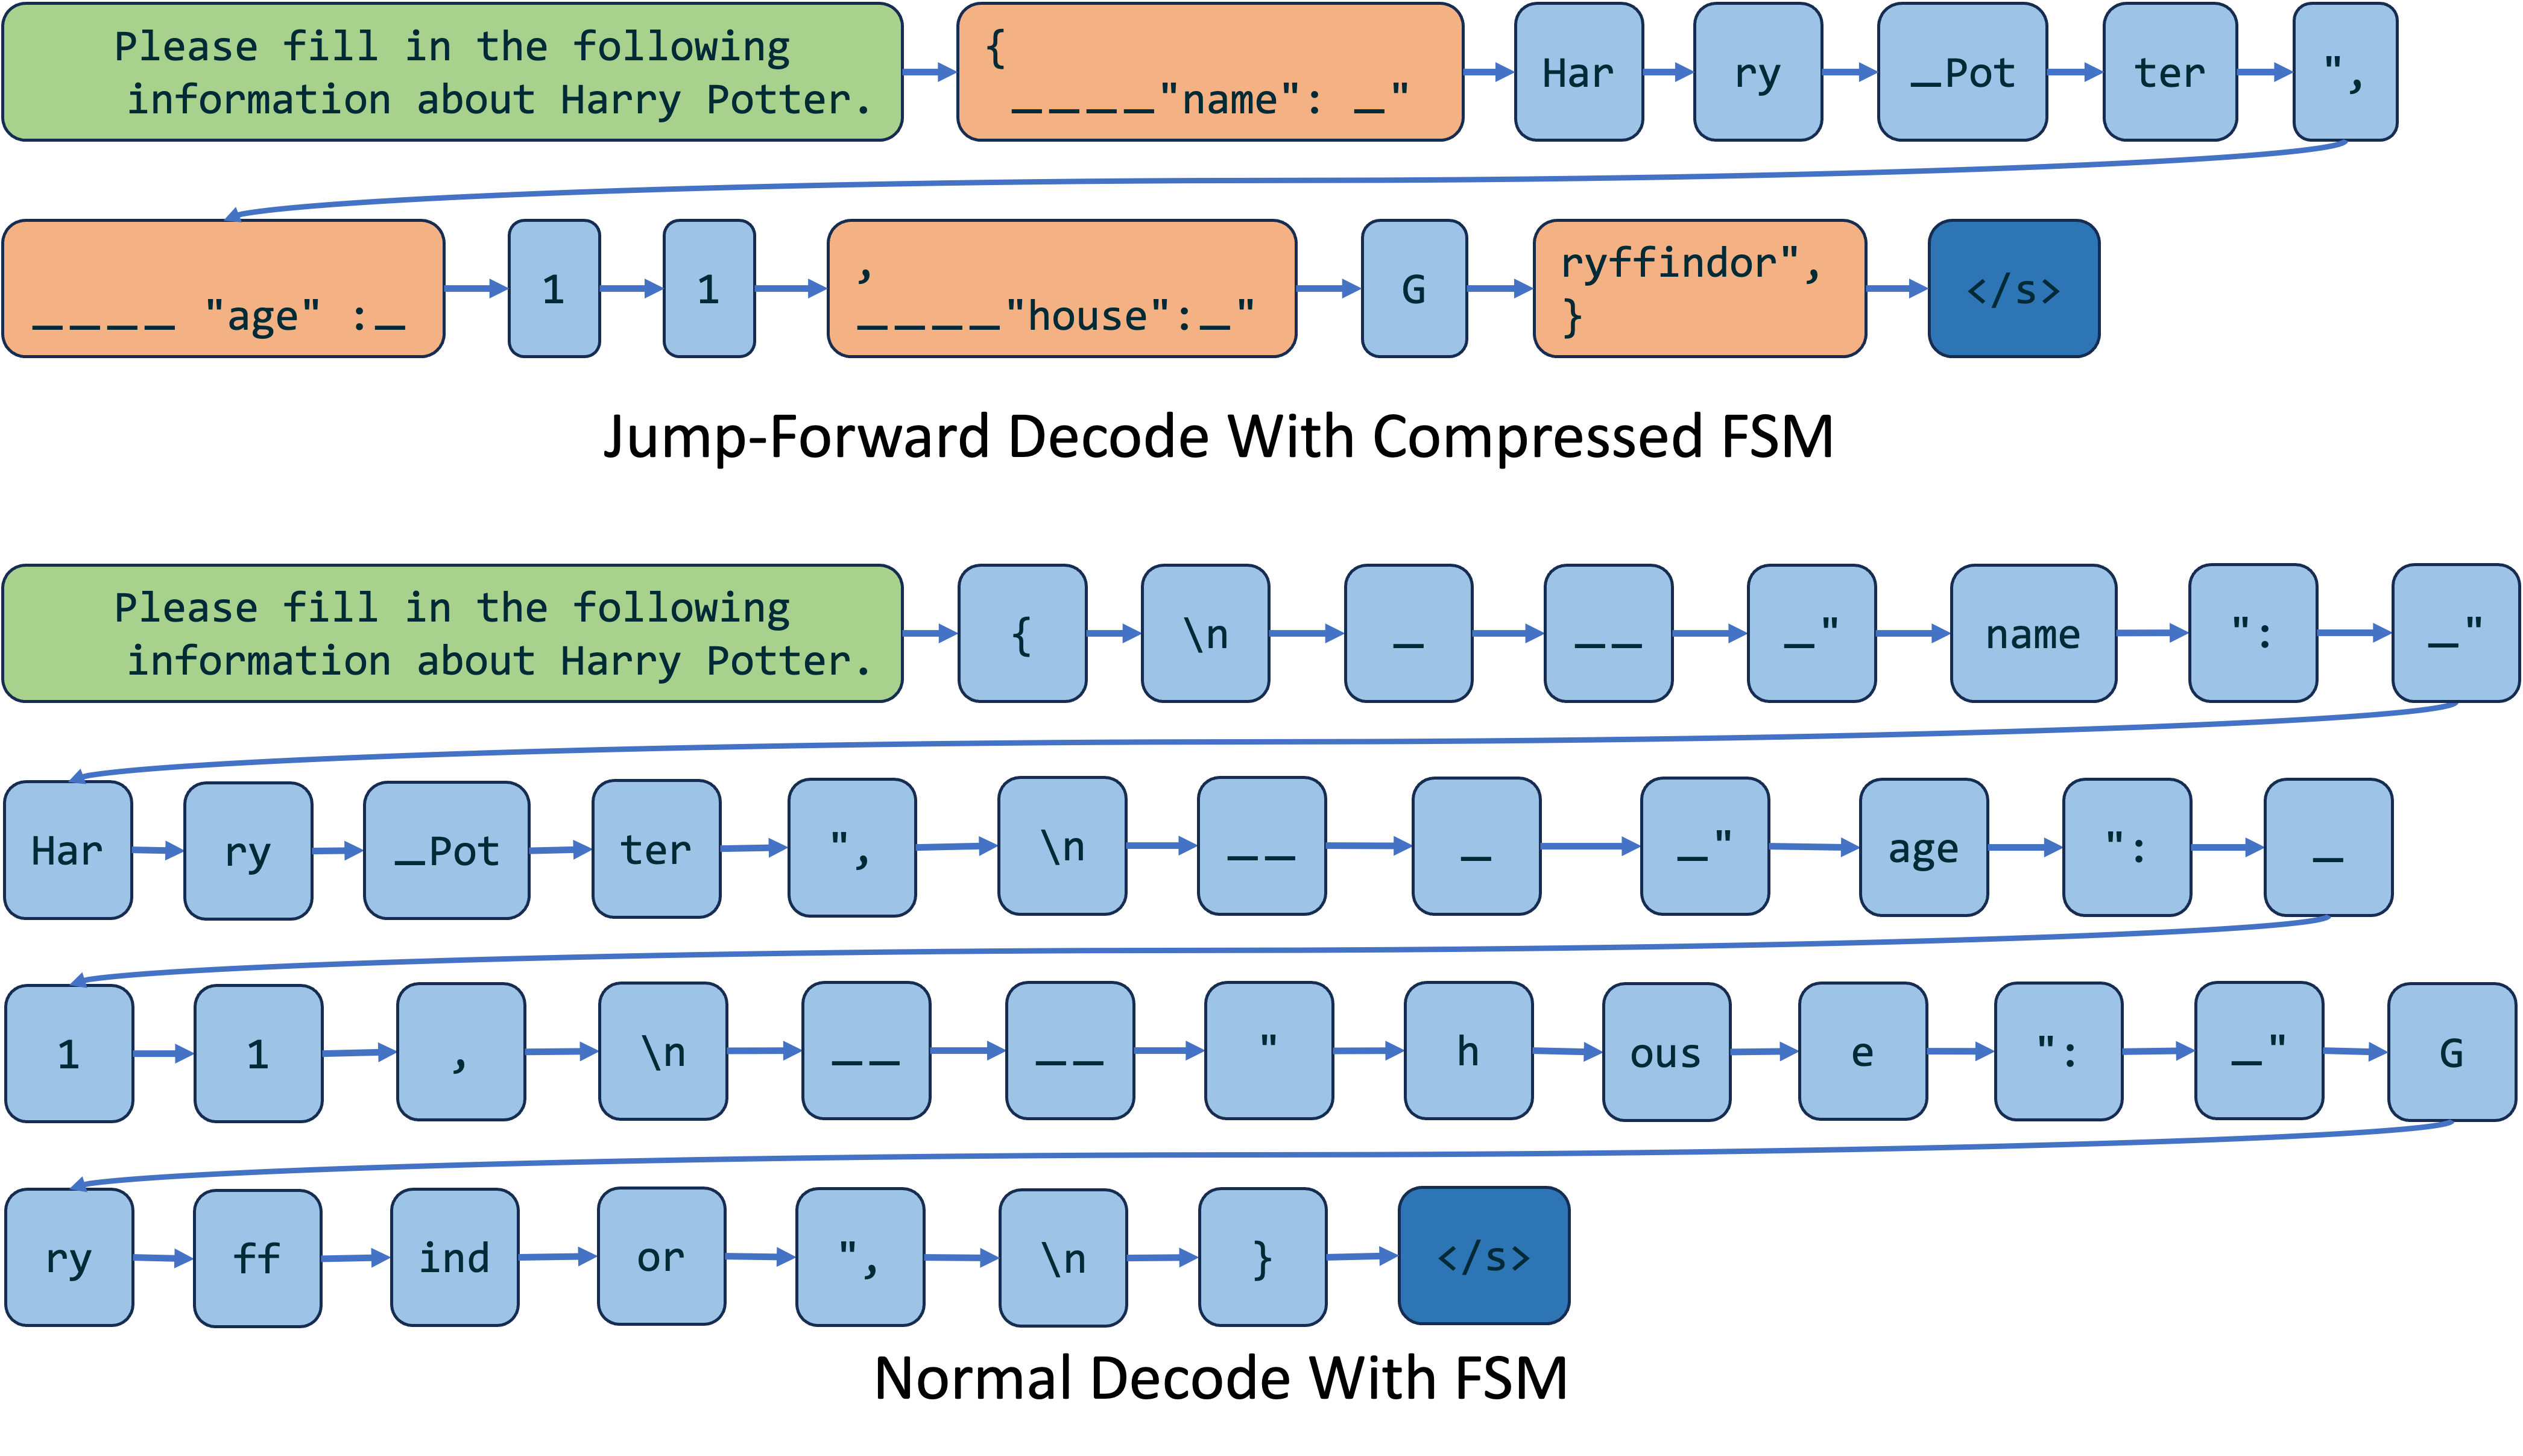 Please fill in the following
information about Harry Potter.
{
____"name": _"
Har
ry
_Pot
ter
",
____ "age" :_
1
1
,
____"house":_"
G
ryffindor",
}
</s>
Jump-Forward Decode With Compressed FSM
Please fill in the following
information about Harry Potter.
{
\n
_
__
_"
name
":
_"
Har
ry
_Pot
ter
",
\n
__
_
_"
age
":
_
1
1
,
\n
__
__
"
h
ous
e
":
_"
G
ry
ff
ind
or
",
\n
}
</s>
Normal Decode With FSM